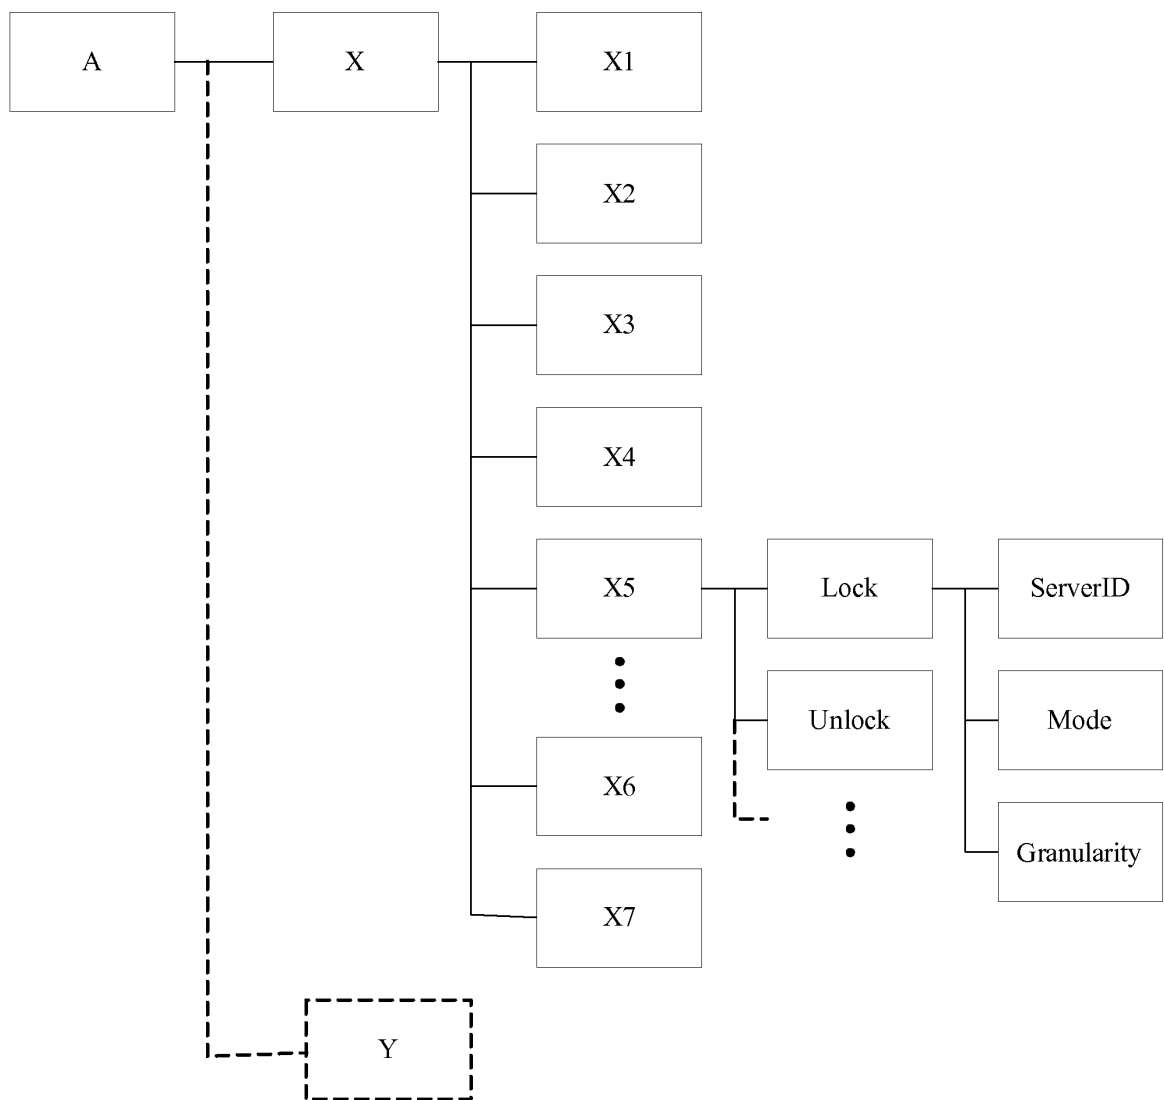 A
X
X1
X2
X3
X4
X5
Lock
ServerID
Unlock
Mode
X6
Granularity
X7
Y